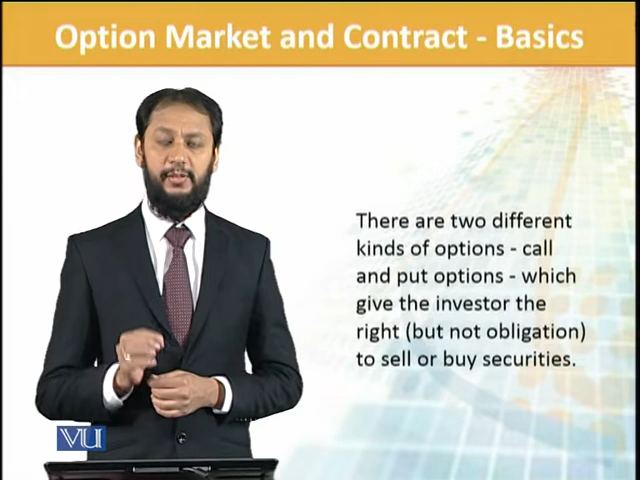 Option Market and Contract - Basics
There are two different
kinds of options - call
and put options - which
give the investor the
right (but not obligation)
to sell or buy securities.
VU